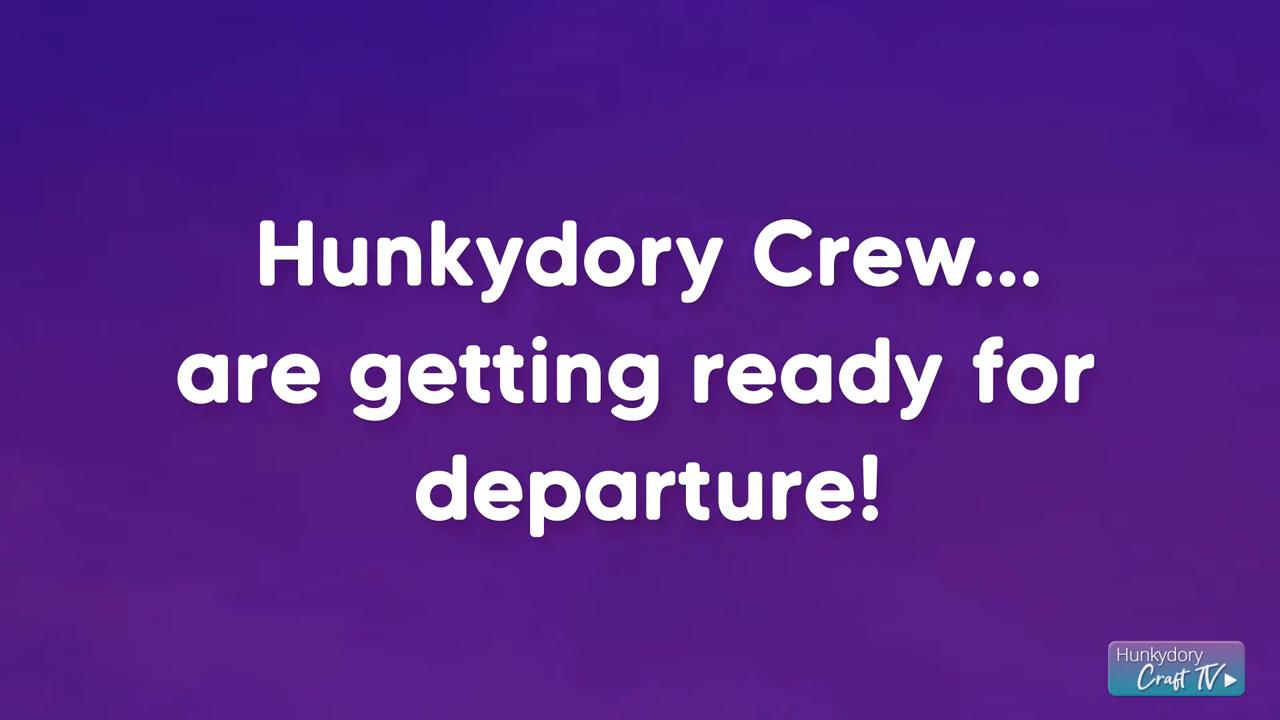 Hunkydory Crew...
are getting ready for
departure!
Hunkydory
Craft TV